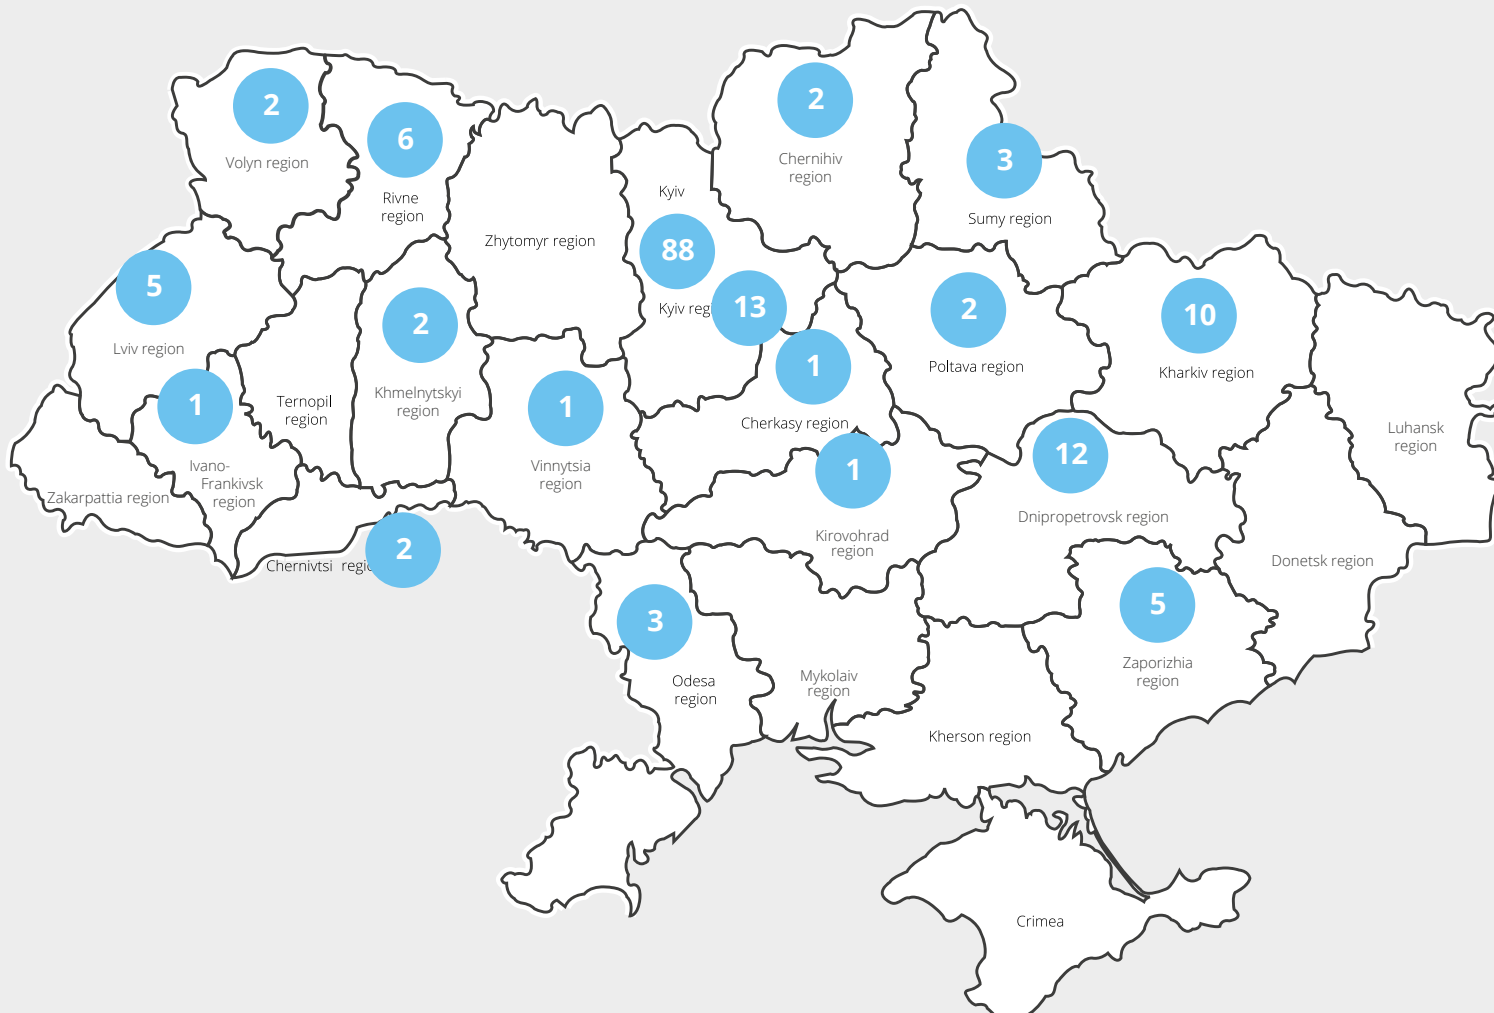 2
Volyn region
6
Rivne
region
2
Chernihiv
region
3
Sumy region
Zhytomyr region
Kyiv
88
Kyiv regi
13
5
Lviv region
2
Khmelnytskyi
region
1
Cherkasy region
2
Poltava region
10
Kharkiv region
1
Ivano-
Frankivsk
region
Ternopil
region
1
Vinnytsia
region
Luhansk
region
Zakarpattia region
1
Kirovohrad
region
12
Dnipropetrovsk region
Donetsk region
2
Chernivtsi regio
3
Odesa
region
Mykolaiv
region
5
Zaporizhia
region
Kherson region
Crimea